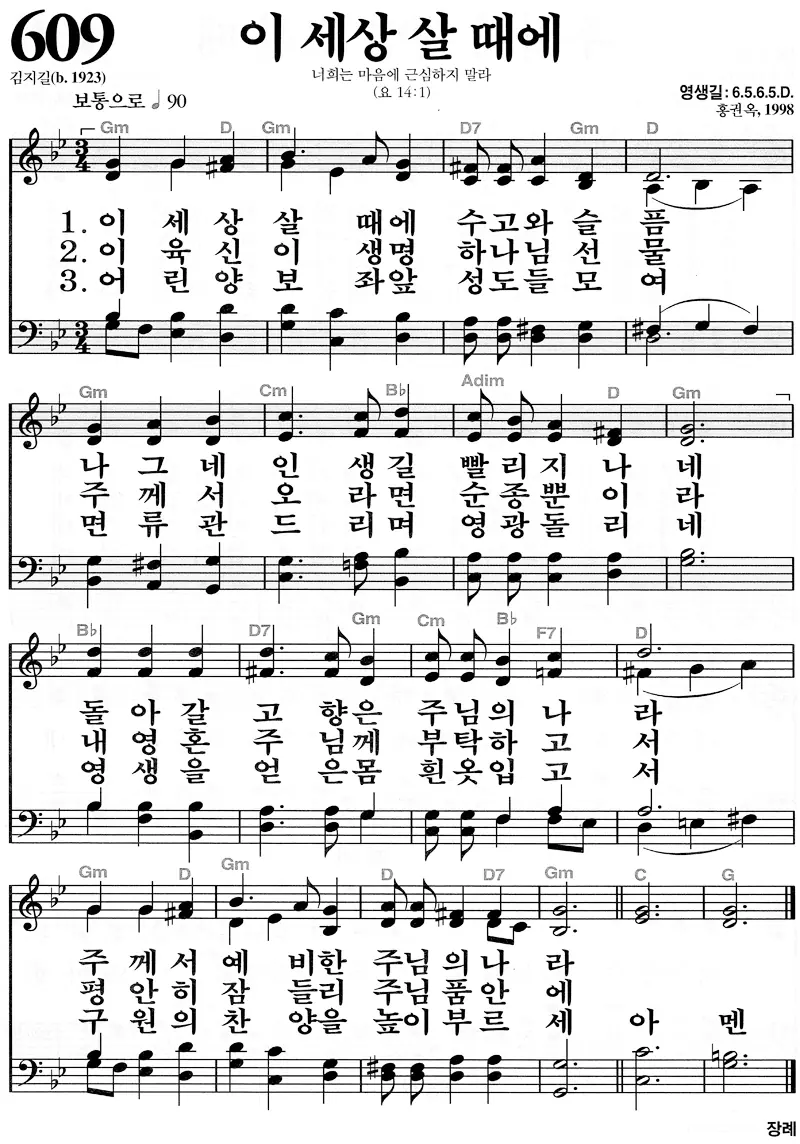 609 이 세상 살 때에
김지길(b. 1923) 너희는 마음에 근심하지 말라
(요 14:1)
영생길: 6.5.6.5.D.
보통으로 ♩ 90 홍권옥, 1998
Gm D Gm D7 Gm D
1. 이 세 상 살 때에 수고와 슬 픔
2. 이 육 신 이 생명 하나님 선 물
3. 어 린 양 보 좌앞 성도들 모 여
Gm Cm B♭ Adim D Gm
나 그 네 인 생길 빨리지 나 네
주 께 서 오 라면 순종뿐 이 라
면 류 관 드 리며 영광돌 리 네
B♭ D7 Gm Cm B♭ F7 D
돌 아 갈 고 향은 주님의 나 라
내 영 혼 주 님께 부탁하 고 서
영 생 을 얻 은몸 흰옷입 고 서
Gm D Gm D D7 Gm C G
주 께 서 예 비한 주님 의나 라
평 안 히 잠 들리 주님 품안 에
구 원 의 찬 양을 높이 부르 세 아 멘
장례